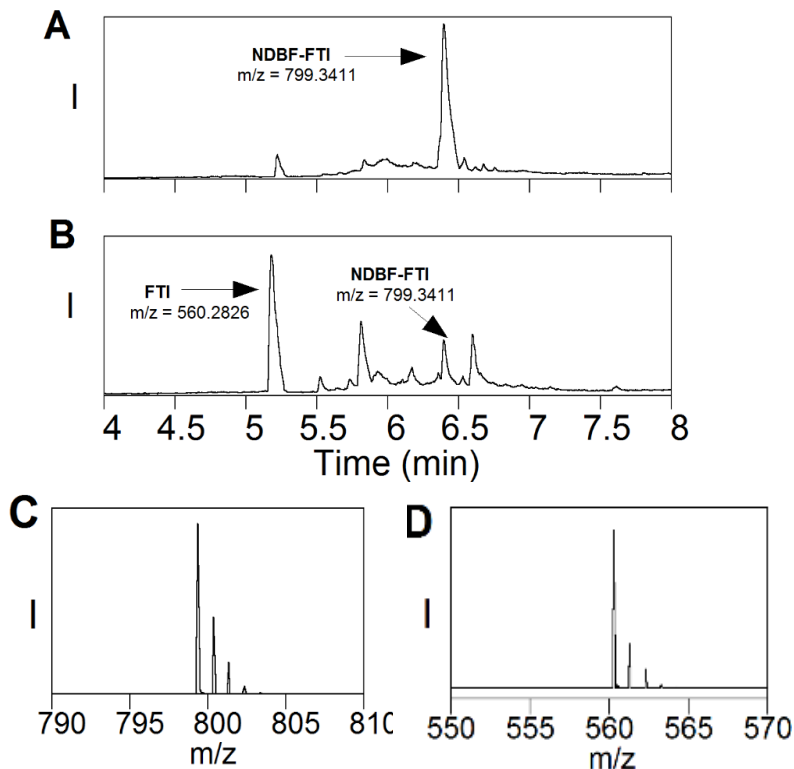 A
NDBF-FTI
m/z = 799.3411
I
B
FTI
m/z = 560.2826
NDBF-FTI
m/z = 799.3411
I
4 4.5 5 5.5 6 6.5 7 7.5 8
Time (min)
C
I
790 795 800 805 810
m/z
D
I
550 555 560 565 570
m/z